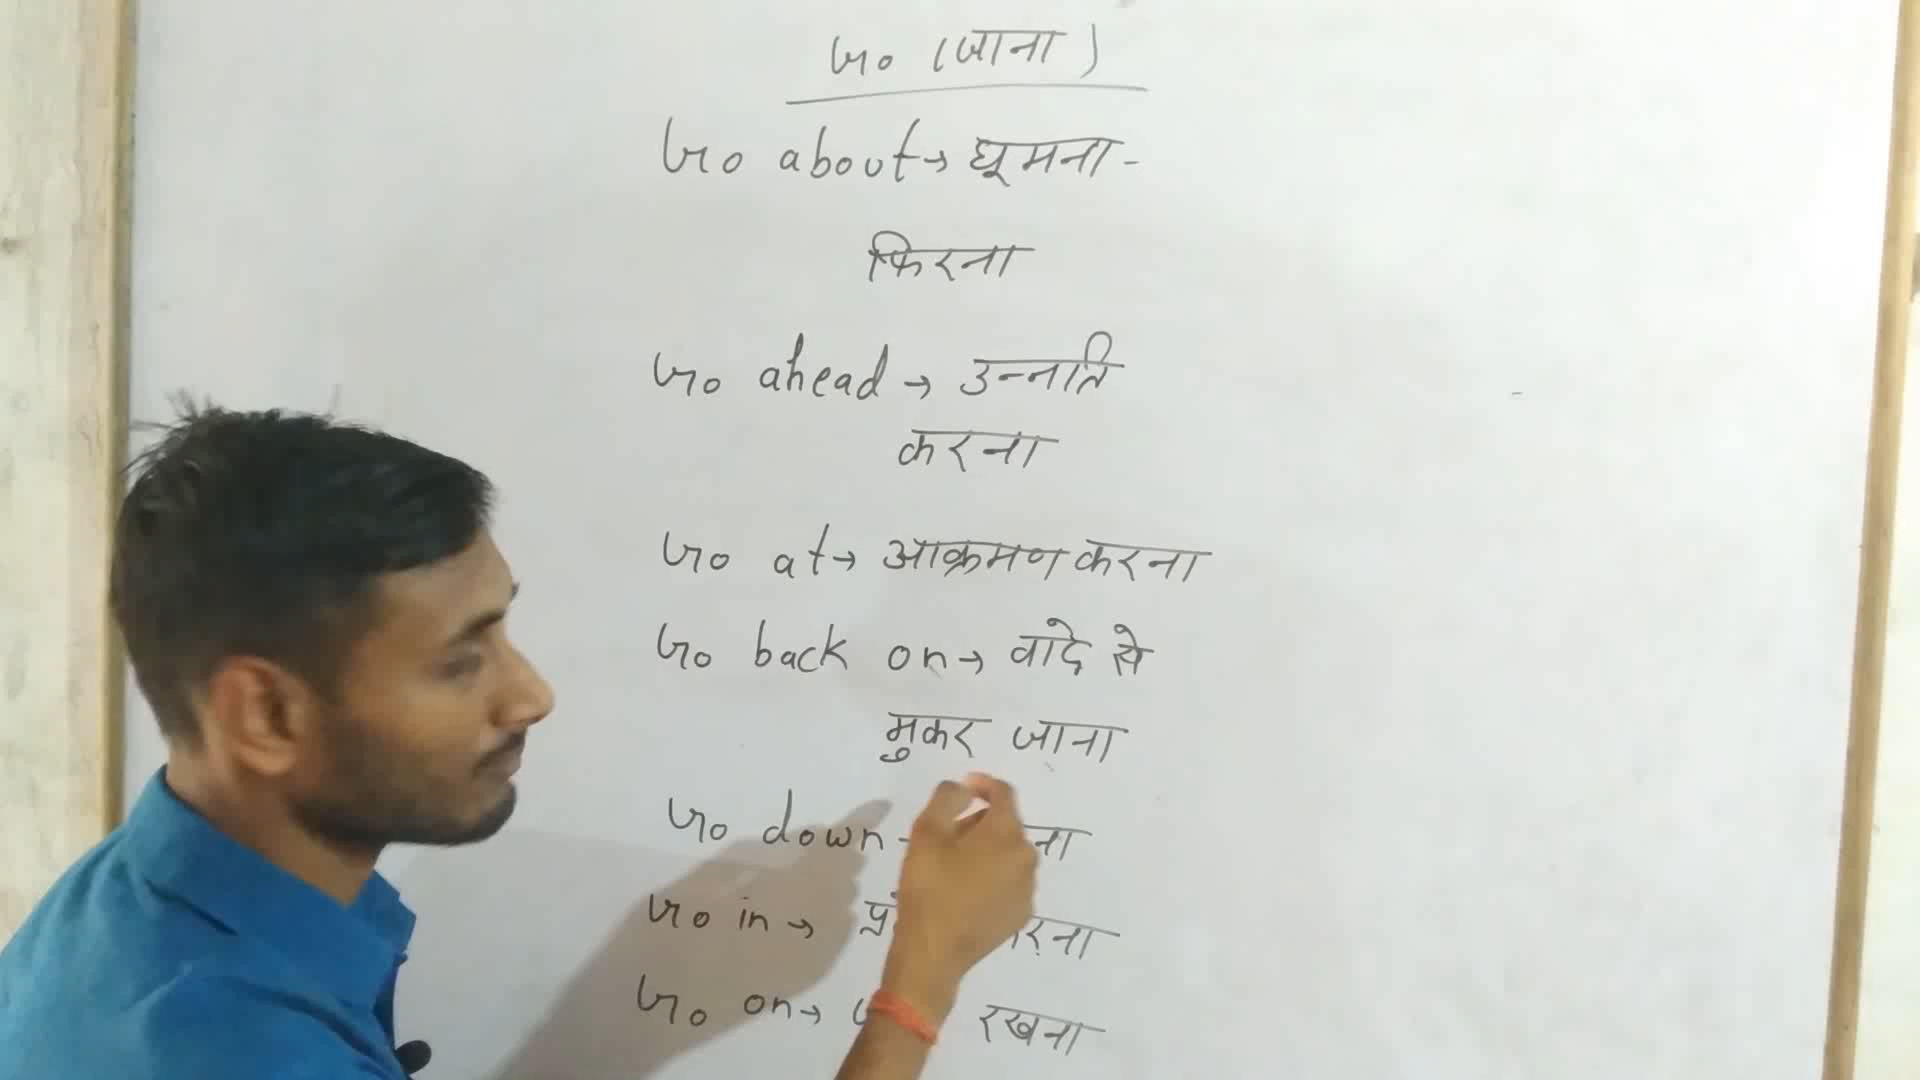 Go (जाना)
Go about → घूमना -
फिरना
Go ahead → उन्नति
करना
Go at → आक्रमण करना
Go back on → वादे से
मुकर जाना
Go down -
Go in →
Go on → रखना